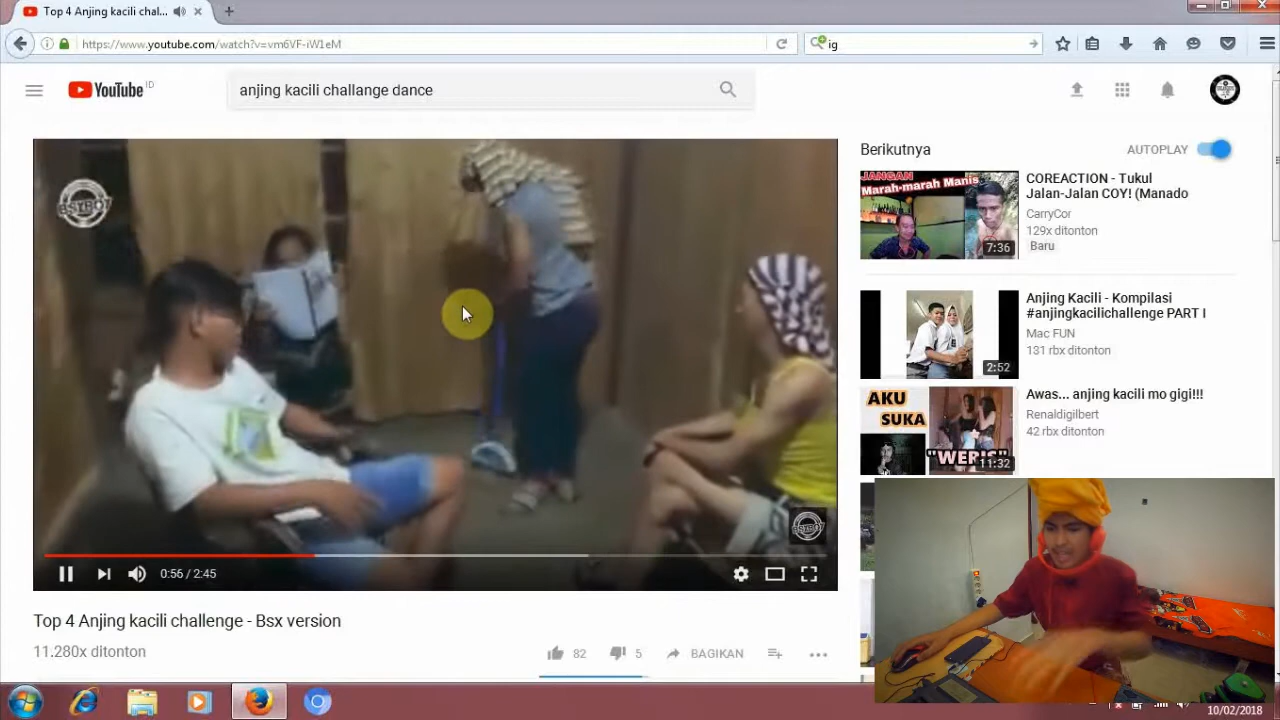 Top 4 Anjing kacili chal...
https://www.youtube.com/watch?v=vm6VF-iW1eM
ig
YouTube ID
anjing kacili challange dance
BSYBOY
0:56 / 2:45
Top 4 Anjing kacili challenge - Bsx version
11.280x ditonton
82
5
BAGIKAN
Berikutnya
AUTOPLAY
JANGAN
Marah-marah Manis
7:36
COREACTION - Tukul
Jalan-Jalan COY! (Manado
CarryCor
129x ditonton
Baru
2:52
Anjing Kacili - Kompilasi
#anjingkacilichallenge PART I
Mac FUN
131 rbx ditonton
AKU
SUKA
"WERIS"
11:32
Awas... anjing kacili mo gigi!!!
Renaldigilbert
42 rbx ditonton
10/02/2018